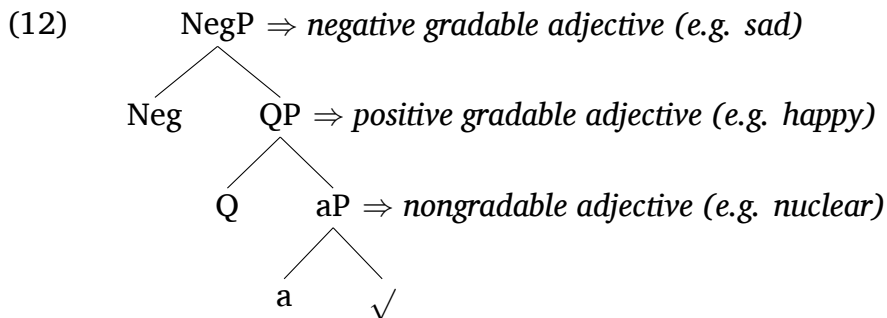 (12) NegP ⇒ negative gradable adjective (e.g. sad)
Neg QP ⇒ positive gradable adjective (e.g. happy)
Q aP ⇒ nongradable adjective (e.g. nuclear)
a √